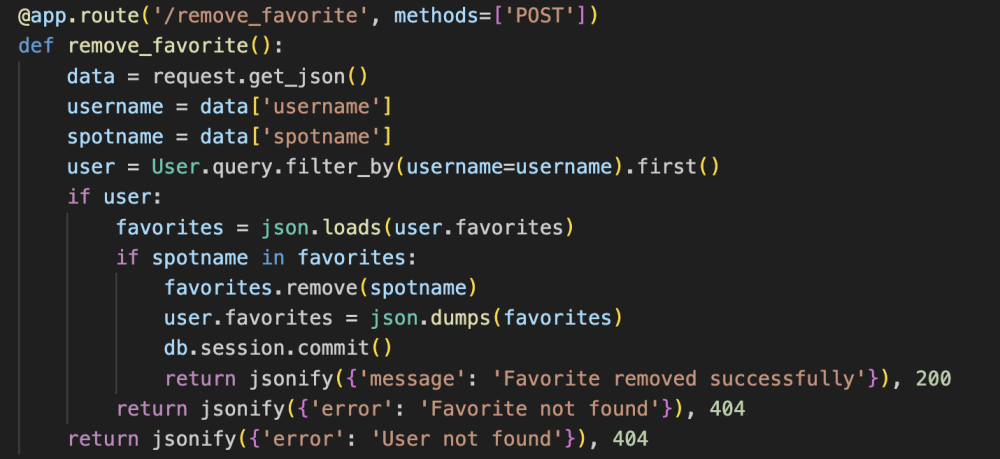 @app.route('/remove_favorite', methods=['POST'])
def remove_favorite():
    data = request.get_json()
    username = data['username']
    spotname = data['spotname']
    user = User.query.filter_by(username=username).first()
    if user:
        favorites = json.loads(user.favorites)
        if spotname in favorites:
            favorites.remove(spotname)
            user.favorites = json.dumps(favorites)
            db.session.commit()
            return jsonify({'message': 'Favorite removed successfully'}), 200
        return jsonify({'error': 'Favorite not found'}), 404
    return jsonify({'error': 'User not found'}), 404